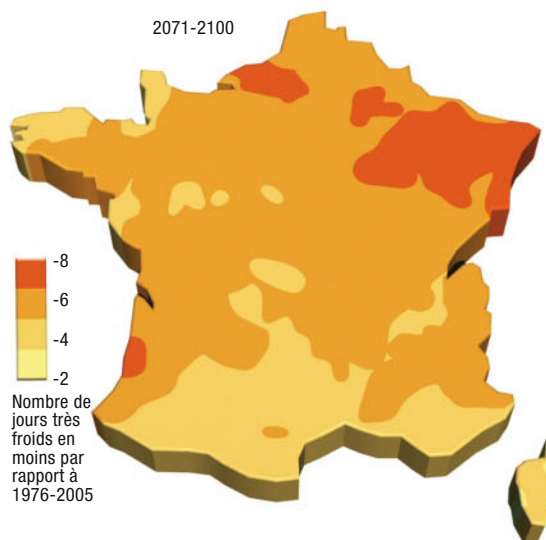 2071-2100
-8
-6
-4
-2
Nombre de
jours très
froids en
moins par
rapport à
1976-2005